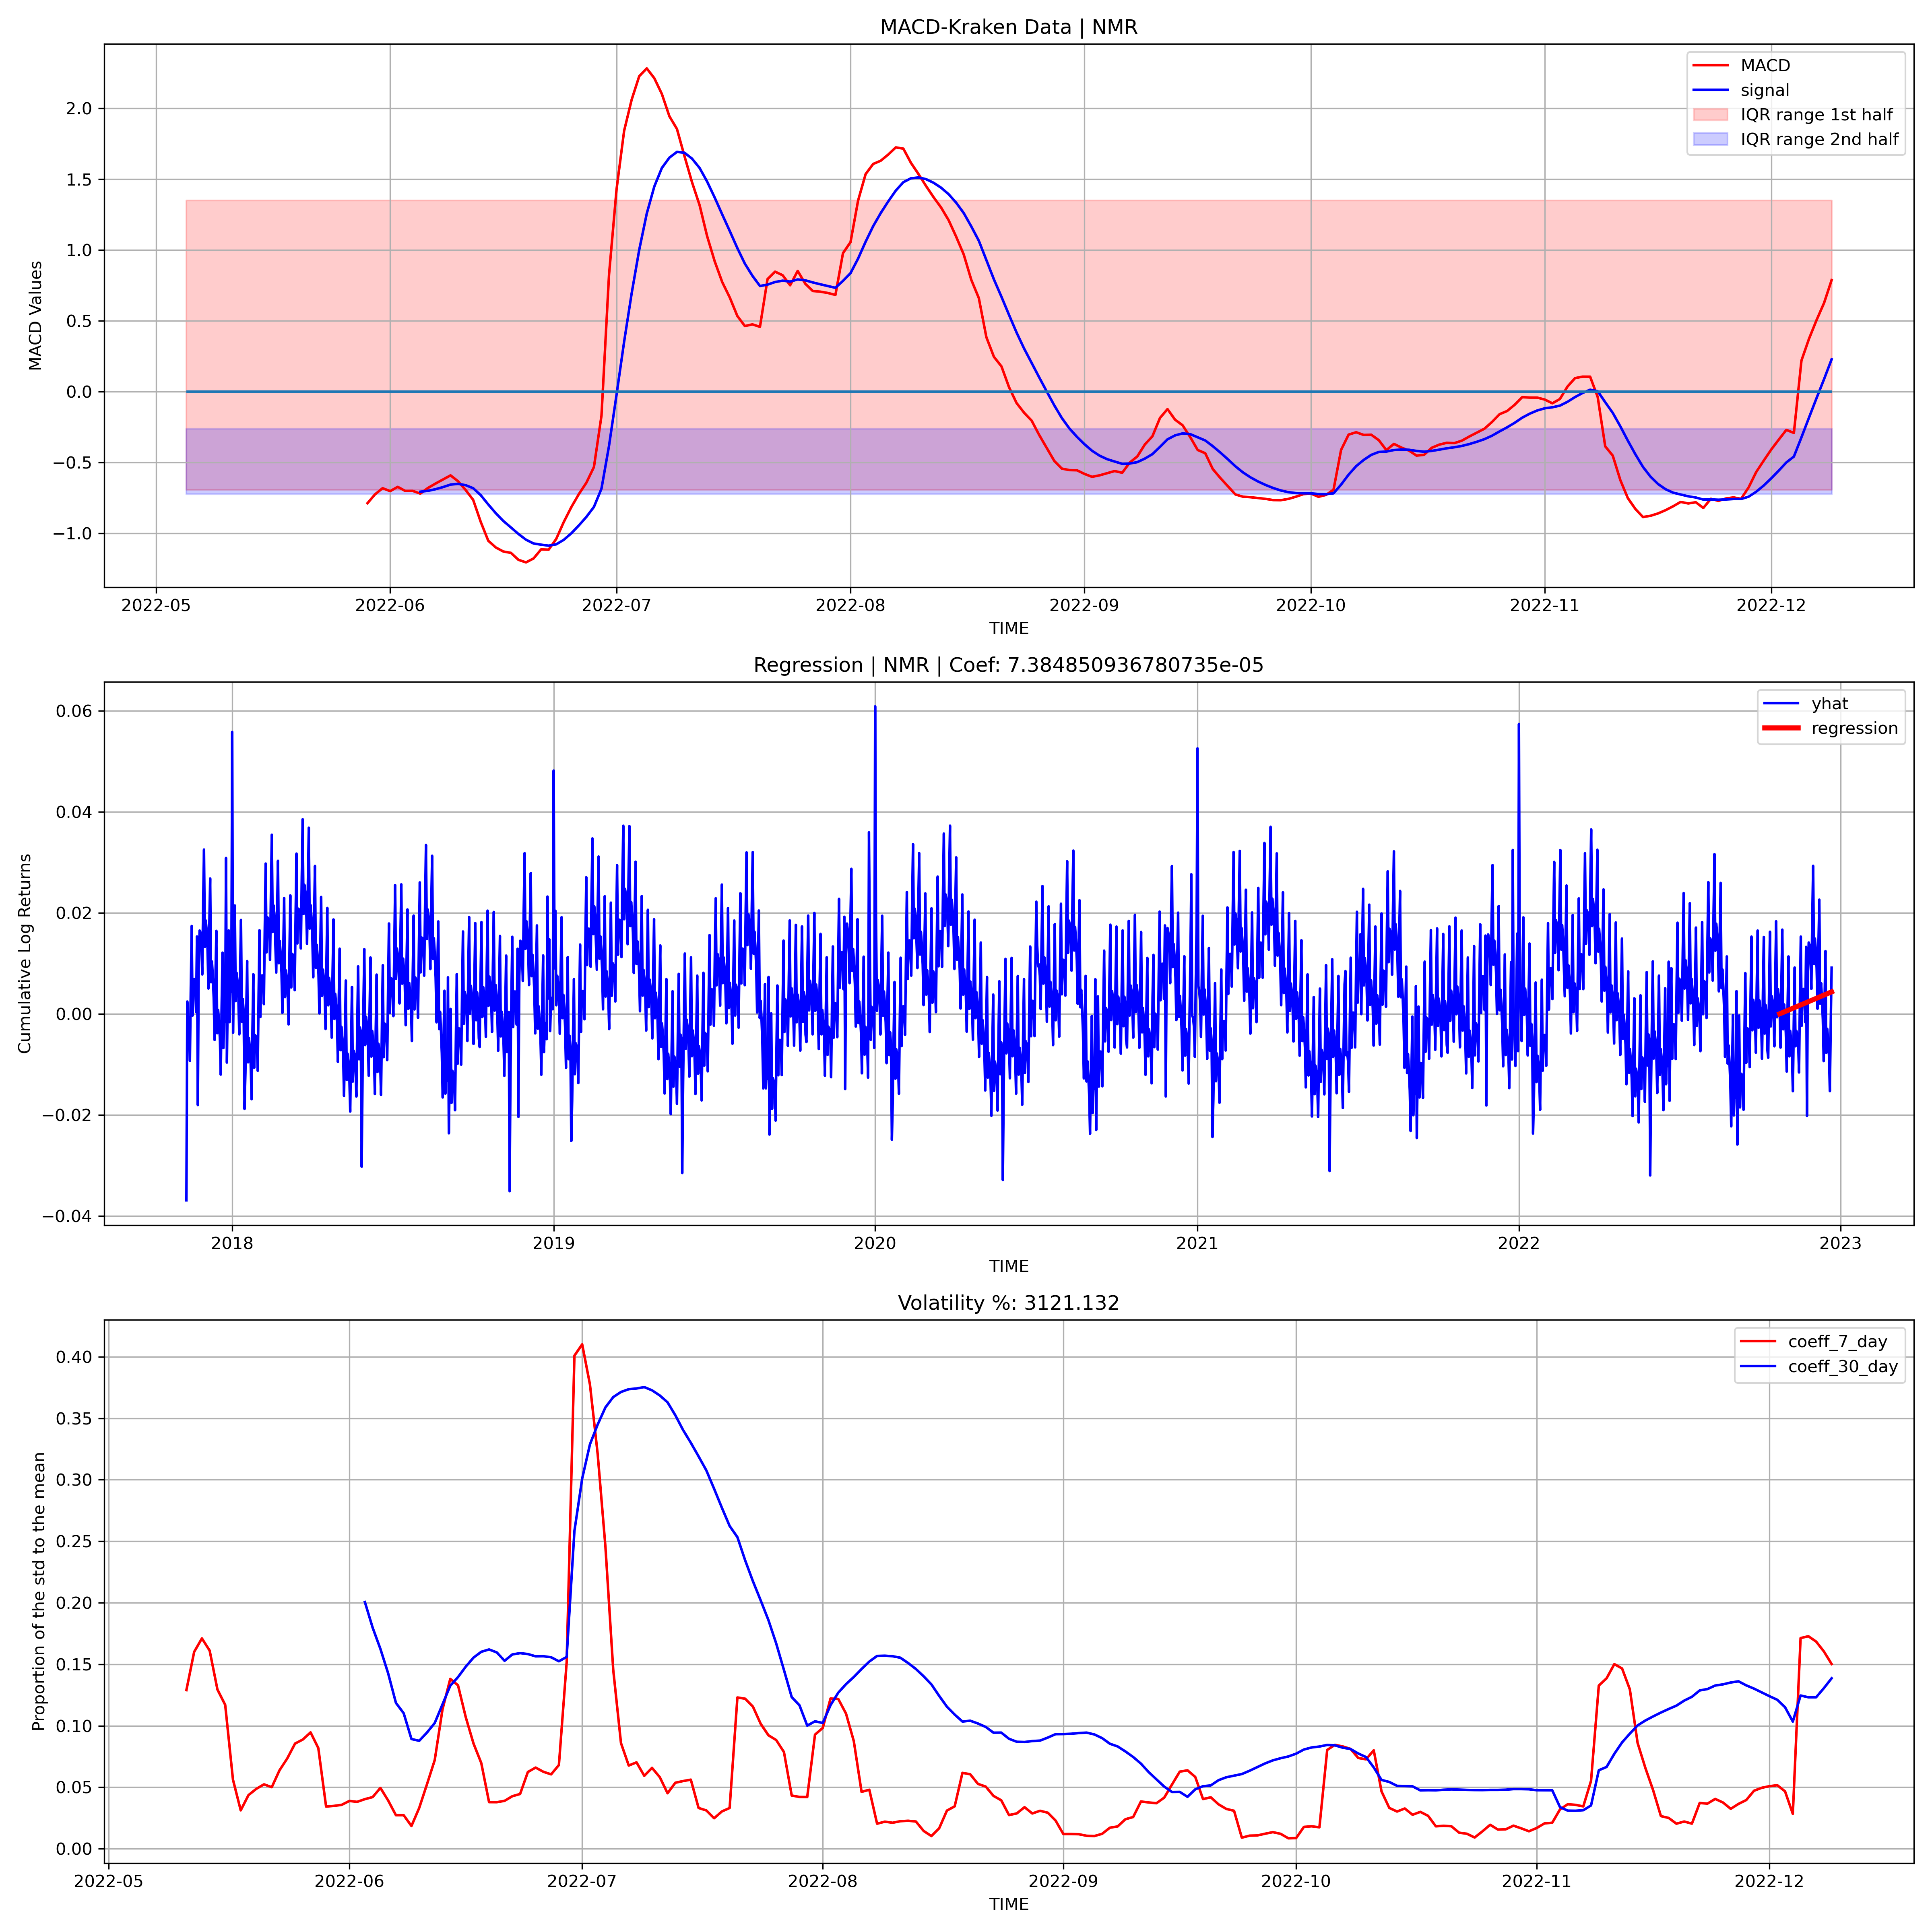 MACD-Kraken Data | NMR
MACD Values
2.0
1.5
1.0
0.5
0.0
−0.5
−1.0
MACD
signal
IQR range 1st half
IQR range 2nd half
2022-05 2022-06 2022-07 2022-08 2022-09 2022-10 2022-11 2022-12
TIME
Regression | NMR | Coef: 7.384850936780735e-05
Cumulative Log Returns
0.06
0.04
0.02
0.00
−0.02
−0.04
yhat
regression
2018 2019 2020 2021 2022 2023
TIME
Volatility %: 3121.132
Proportion of the std to the mean
0.40
0.35
0.30
0.25
0.20
0.15
0.10
0.05
0.00
coeff_7_day
coeff_30_day
2022-05 2022-06 2022-07 2022-08 2022-09 2022-10 2022-11 2022-12
TIME